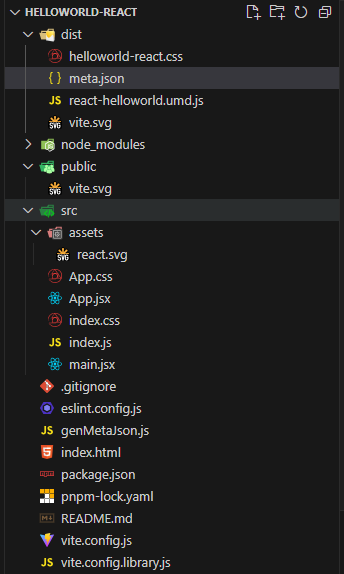 HELLOWORLD-REACT
dist
helloworld-react.css
{ } meta.json
JS react-helloworld.umd.js
SVG vite.svg
node_modules
public
SVG vite.svg
src
assets
SVG react.svg
App.css
App.jsx
index.css
JS index.js
main.jsx
.gitignore
eslint.config.js
JS genMetaJson.js
index.html
package.json
pnpm-lock.yaml
README.md
vite.config.js
JS vite.config.library.js